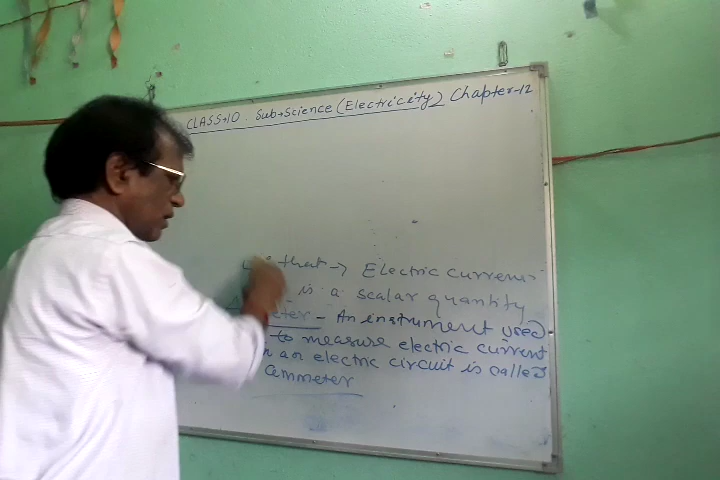 CLASS→10. Sub→Science (Electricity) Chapter-12
that → Electric current
is a scalar quantity
eter - An instrument used
to measure electric current
an electric circuit is called
ammeter